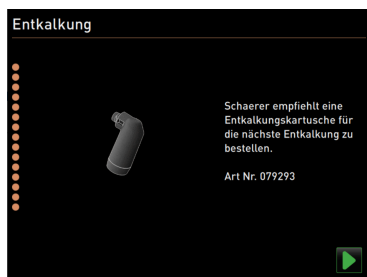 Entkalkung
Schaerer empfiehlt eine
Entkalkungskartusche für
die nächste Entkalkung zu
bestellen.
Art Nr. 079293